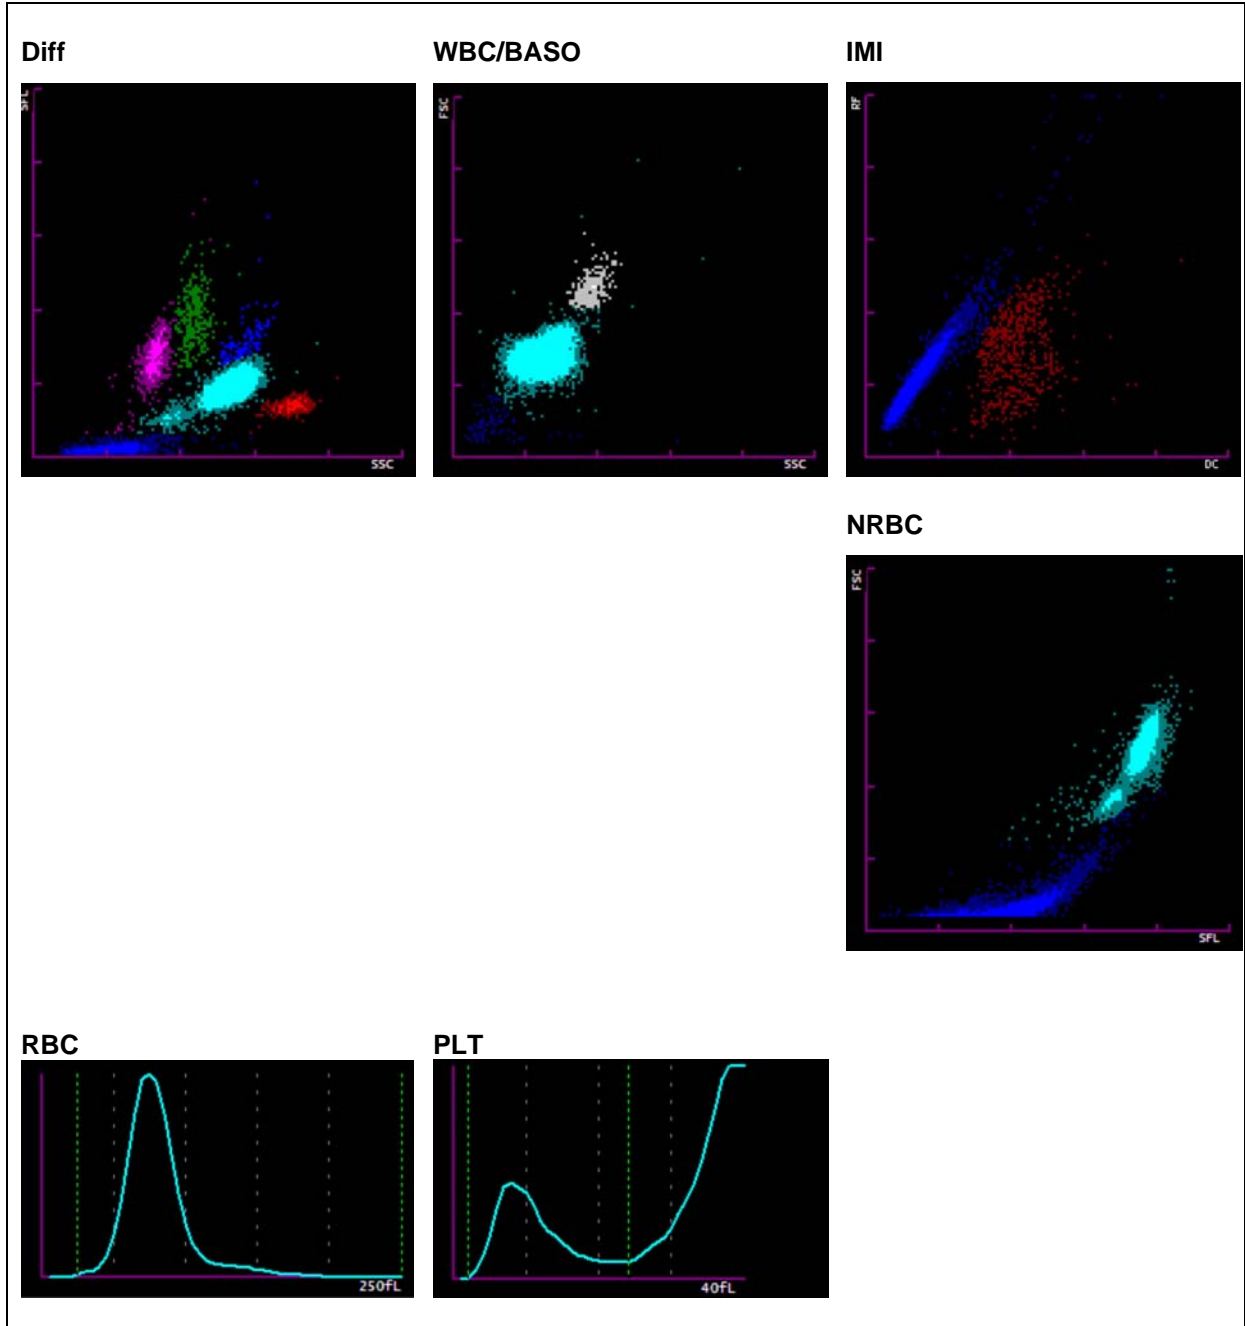 Diff WBC/BASO IMI
SFL FSC RF
SSC SSC DC
NRBC
FSC
SFL
RBC PLT
250fL 40fL